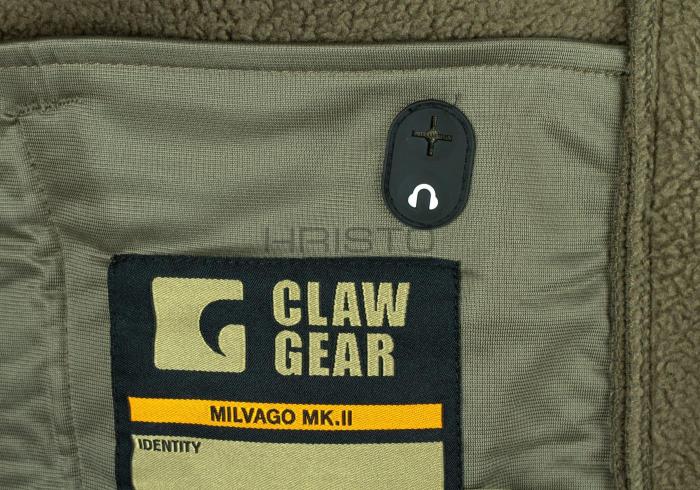 HRISTO
CLAW
GEAR
MILVAGO MK.II
IDENTITY